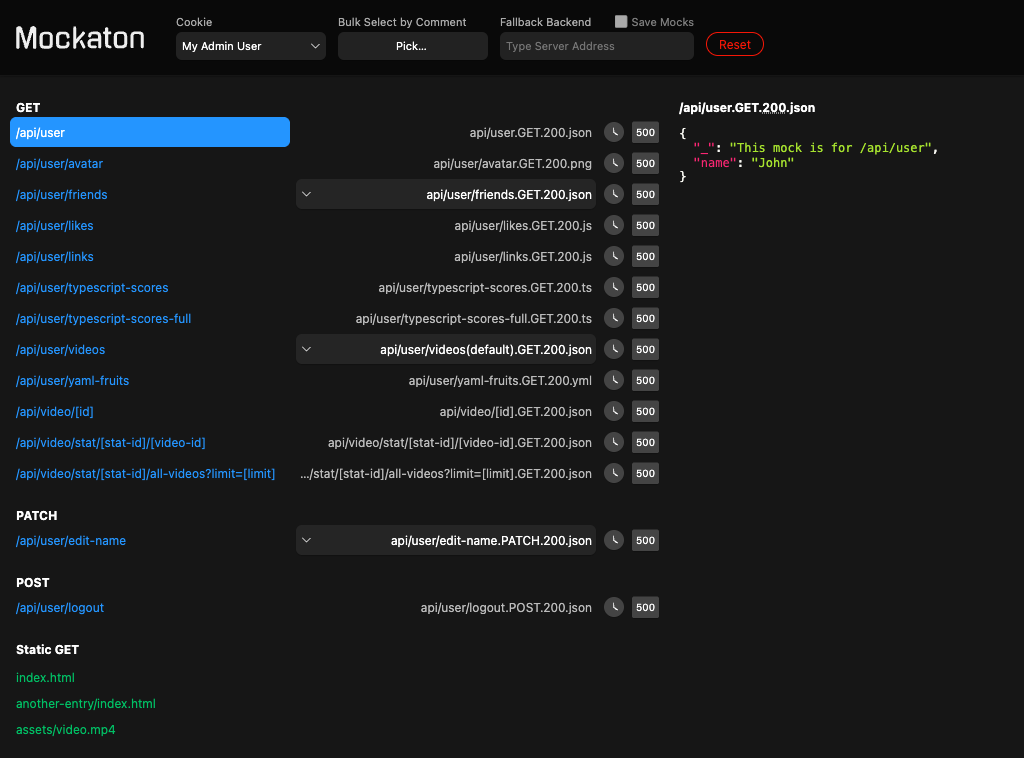 Mockaton
Cookie
My Admin User
Bulk Select by Comment
Pick...
Fallback Backend
Save Mocks
Type Server Address
Reset
GET
/api/user api/user.GET.200.json 500
/api/user/avatar api/user/avatar.GET.200.png 500
/api/user/friends api/user/friends.GET.200.json 500
/api/user/likes api/user/likes.GET.200.js 500
/api/user/links api/user/links.GET.200.js 500
/api/user/typescript-scores api/user/typescript-scores.GET.200.ts 500
/api/user/typescript-scores-full api/user/typescript-scores-full.GET.200.ts 500
/api/user/videos api/user/videos(default).GET.200.json 500
/api/user/yaml-fruits api/user/yaml-fruits.GET.200.yml 500
/api/video/[id] api/video/[id].GET.200.json 500
/api/video/stat/[stat-id]/[video-id] api/video/stat/[stat-id]/[video-id].GET.200.json 500
/api/video/stat/[stat-id]/all-videos?limit=[limit] .../stat/[stat-id]/all-videos?limit=[limit].GET.200.json 500
PATCH
/api/user/edit-name api/user/edit-name.PATCH.200.json 500
POST
/api/user/logout api/user/logout.POST.200.json 500
Static GET
index.html
another-entry/index.html
assets/video.mp4
/api/user.GET.200.json
{
"_": "This mock is for /api/user",
"name": "John"
}